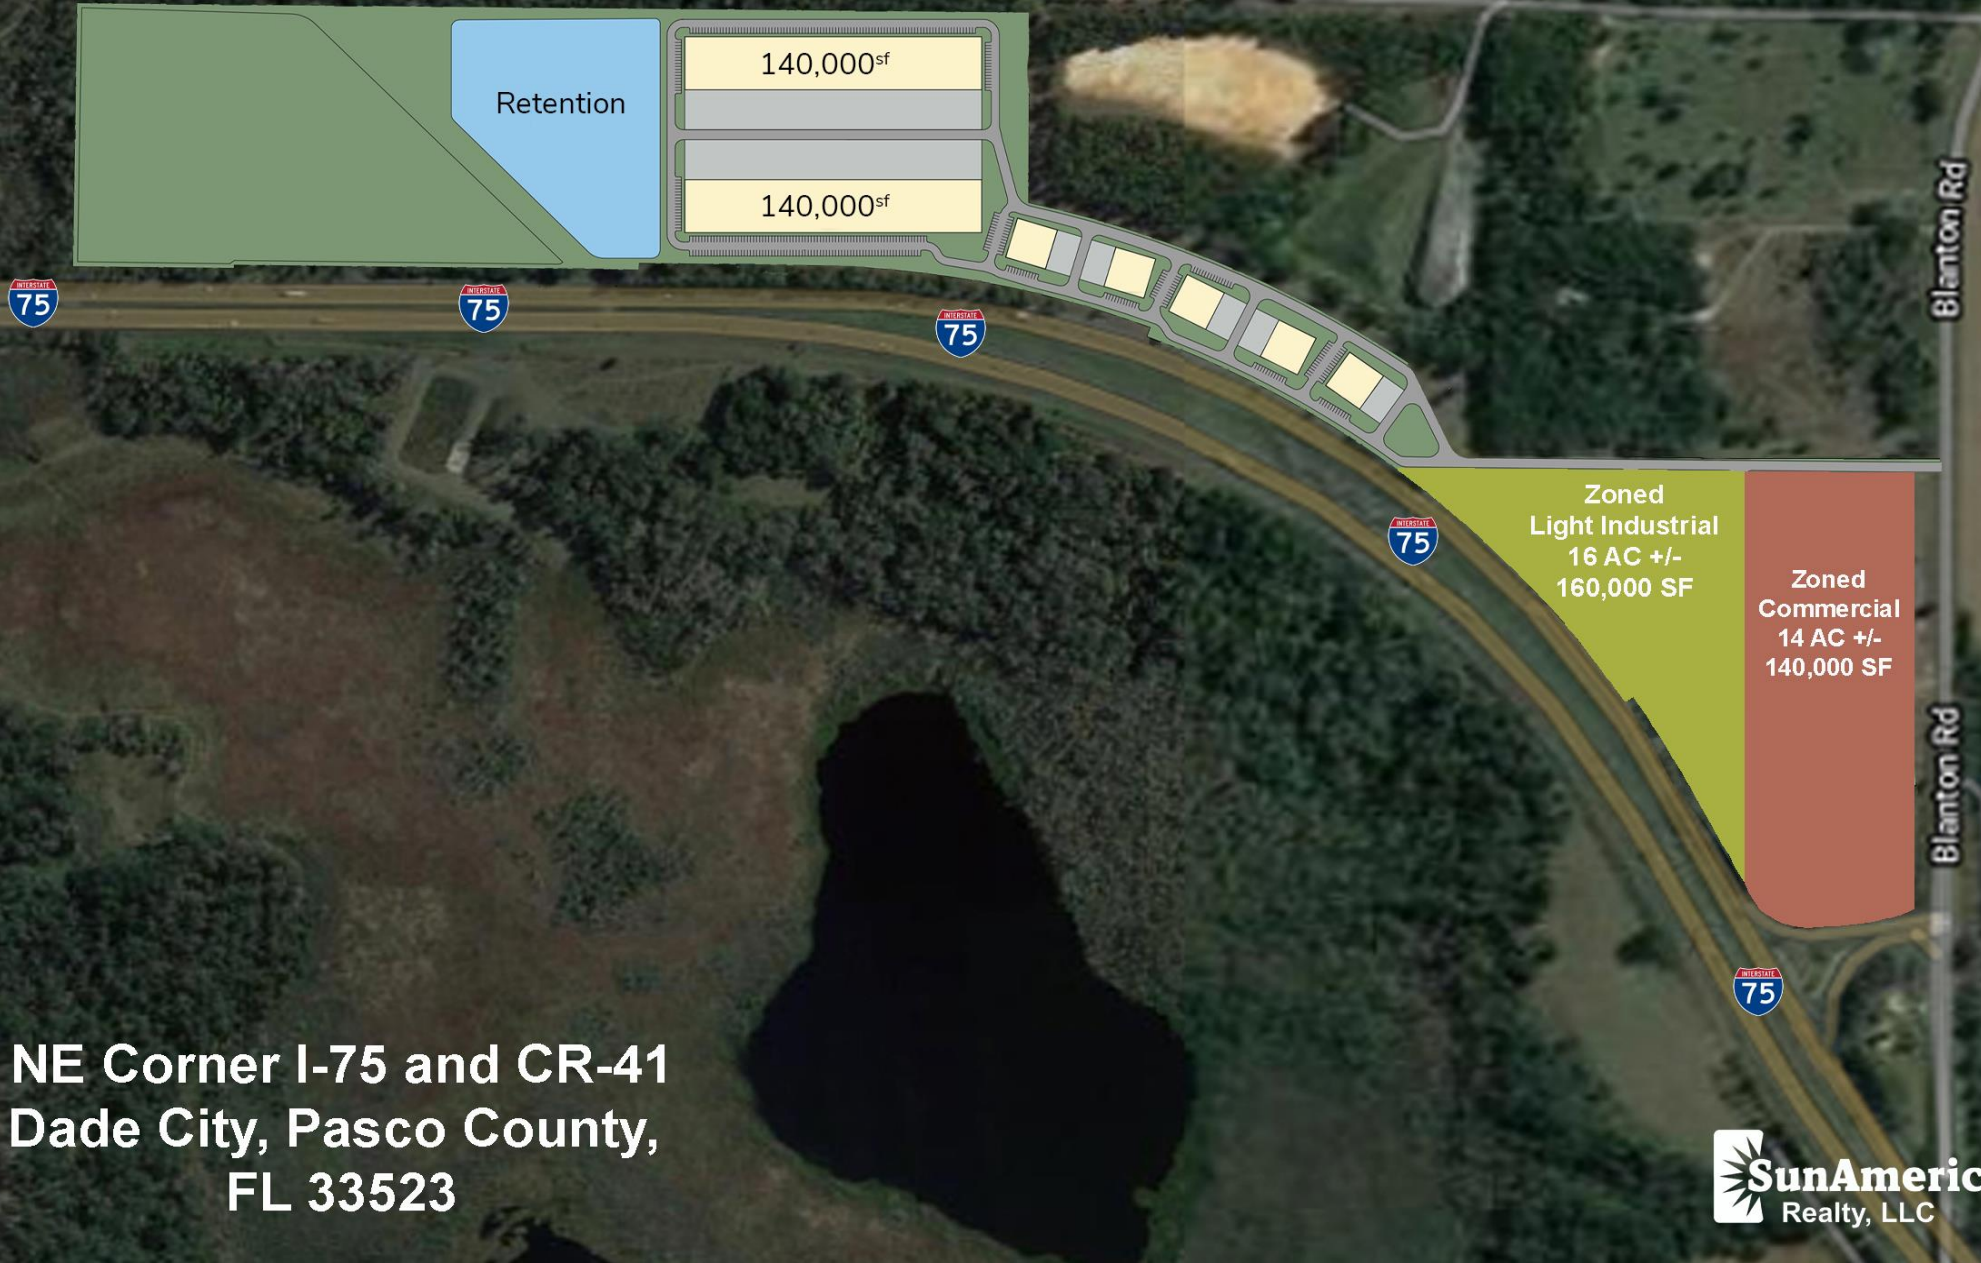 140,000sf
Retention
140,000sf
Blanton Rd
INTERSTATE
75
INTERSTATE
75
INTERSTATE
75
Zoned
Light Industrial
16 AC +/-
160,000 SF
INTERSTATE
75
Zoned
Commercial
14 AC +/-
140,000 SF
Blanton Rd
INTERSTATE
75
NE Corner I-75 and CR-41
Dade City, Pasco County,
FL 33523
SunAmeric
Realty, LLC